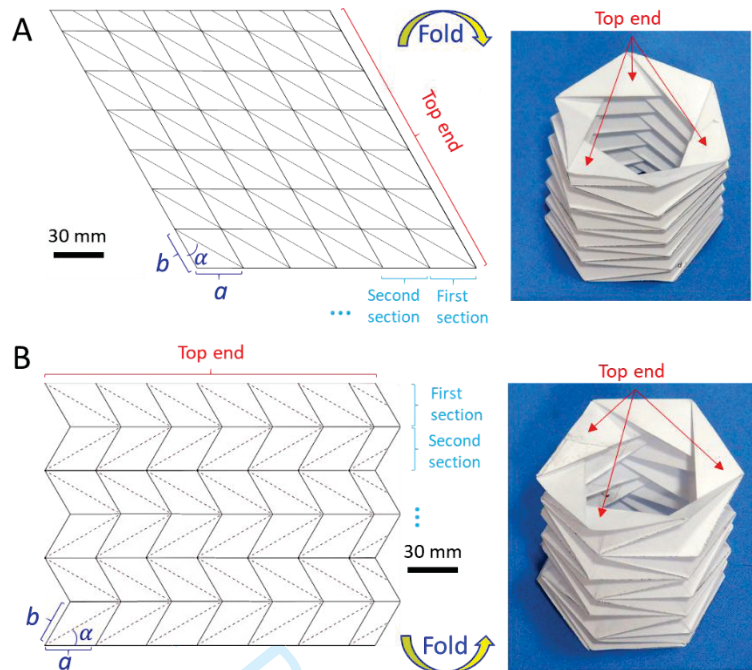 A
Fold
Top end
Top end
30 mm
b
α
a
...
Second
section
First
section
B
Top end
Top end
First
section
Second
section
⋮
30 mm
b
α
a
Fold